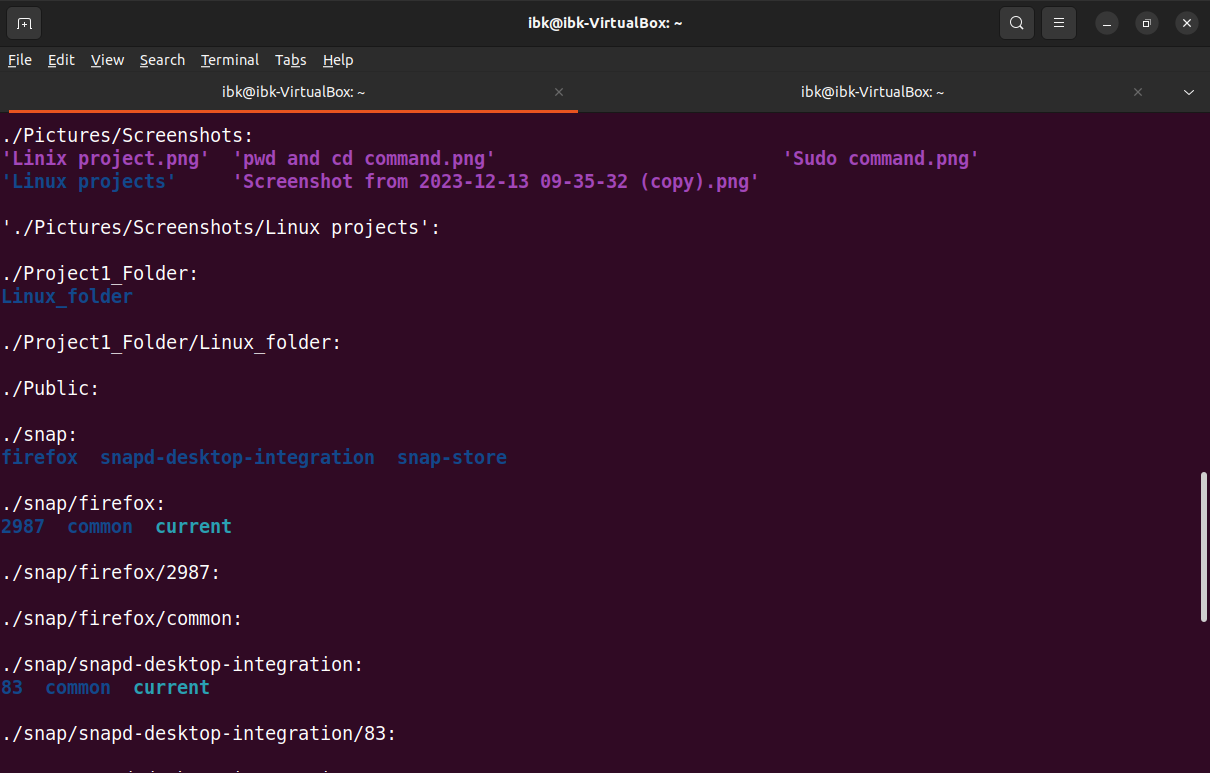 ibk@ibk-VirtualBox: ~
File Edit View Search Terminal Tabs Help
ibk@ibk-VirtualBox: ~ ibk@ibk-VirtualBox: ~
./Pictures/Screenshots:
'Linix project.png' 'pwd and cd command.png' 'Sudo command.png'
'Linux projects' 'Screenshot from 2023-12-13 09-35-32 (copy).png'
'./Pictures/Screenshots/Linux projects':
./Project1_Folder:
Linux_folder
./Project1_Folder/Linux_folder:
./Public:
./snap:
firefox snapd-desktop-integration snap-store
./snap/firefox:
2987 common current
./snap/firefox/2987:
./snap/firefox/common:
./snap/snapd-desktop-integration:
83 common current
./snap/snapd-desktop-integration/83: